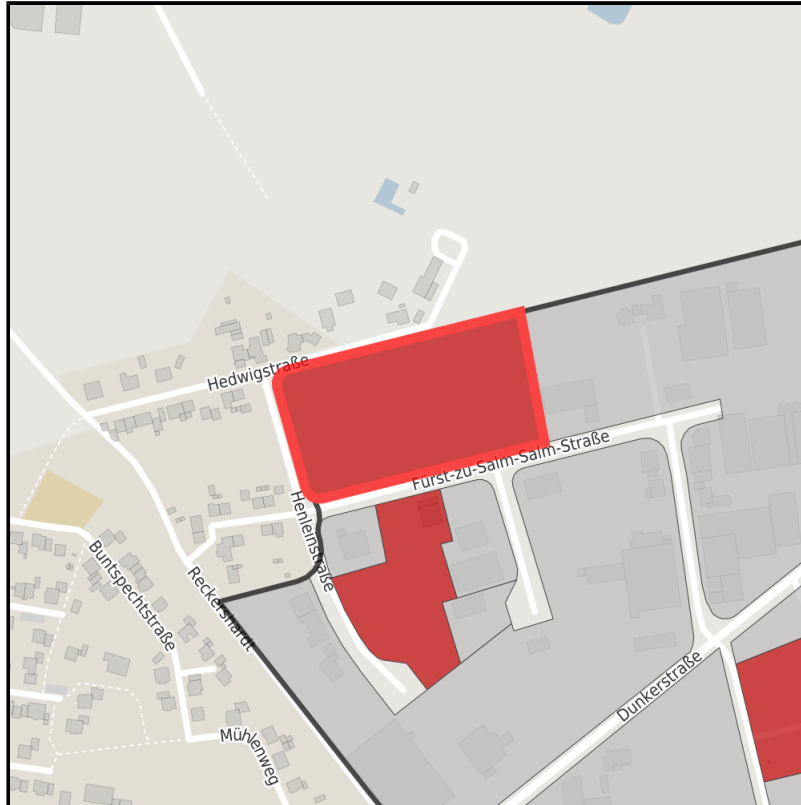 Hedwigstraße
Fürst-zu-Salm-Salm-Straße
Henleinstraße
Buntspechtstraße
Reckershardt
Dunkerstraße
Mühlenweg